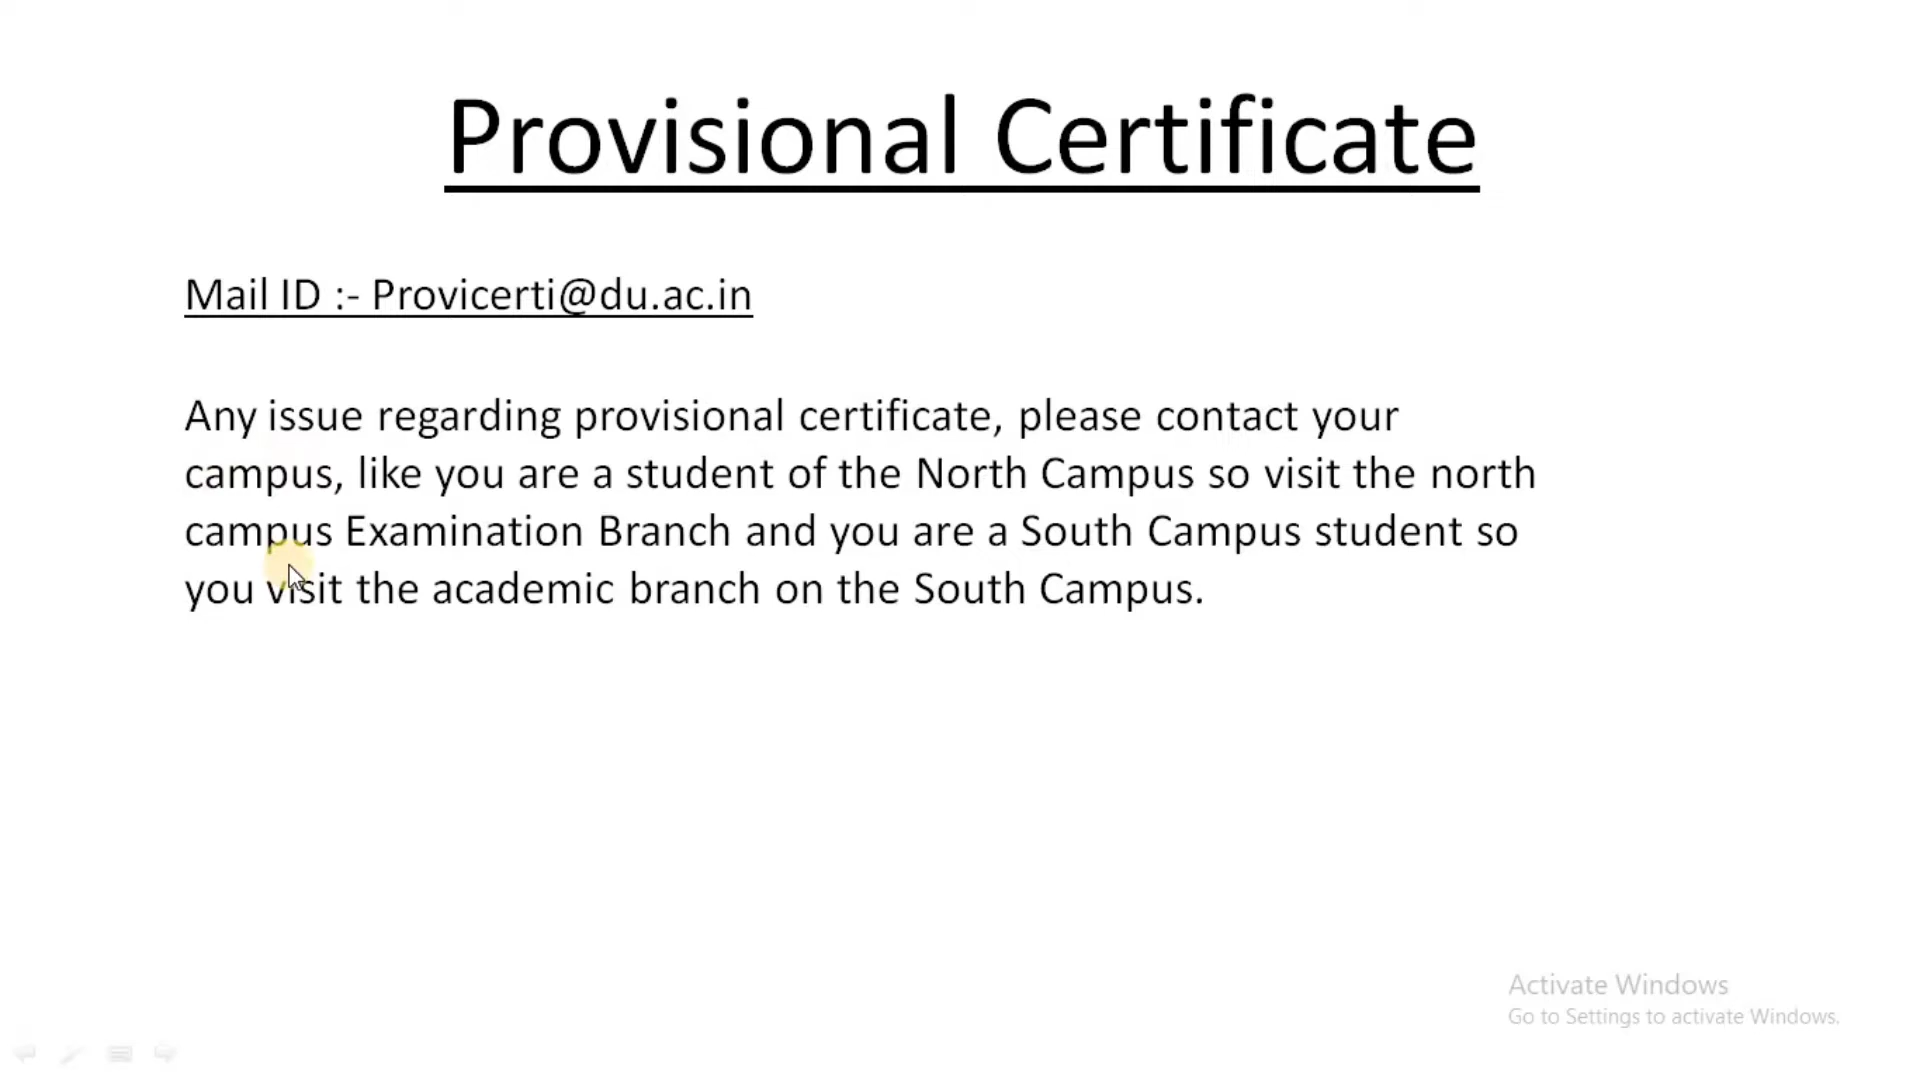 Provisional Certificate
Mail ID :- Provicerti@du.ac.in
Any issue regarding provisional certificate, please contact your
campus, like you are a student of the North Campus so visit the north
campus Examination Branch and you are a South Campus student so
you visit the academic branch on the South Campus.
Activate Windows
Go to Settings to activate Windows.